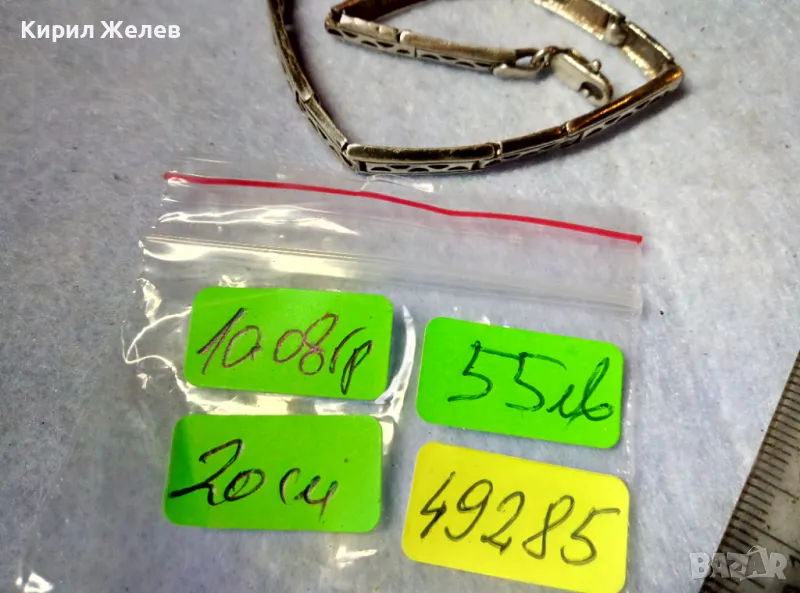 Кирил Желев
10.08гр
55лв
20см
49285
BAZAR